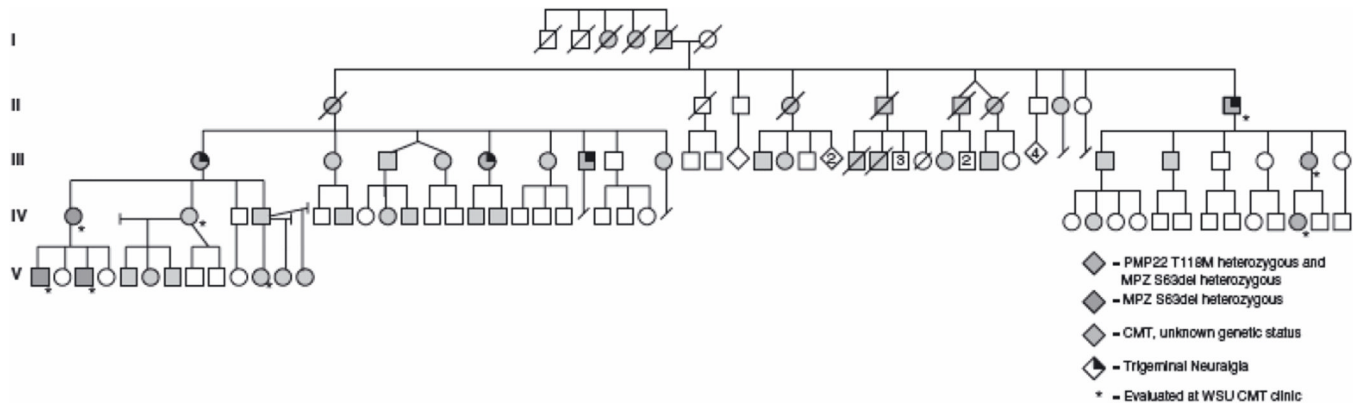 I
II
III
2
3
2
4
IV
*
*
*
*
*
V
*
*
*
- PMP22 T118M heterozygous and
MPZ S63del heterozygous
- MPZ S63del heterozygous
- CMT, unknown genetic status
- Trigeminal Neuralgia
* - Evaluated at WSU CMT clinic